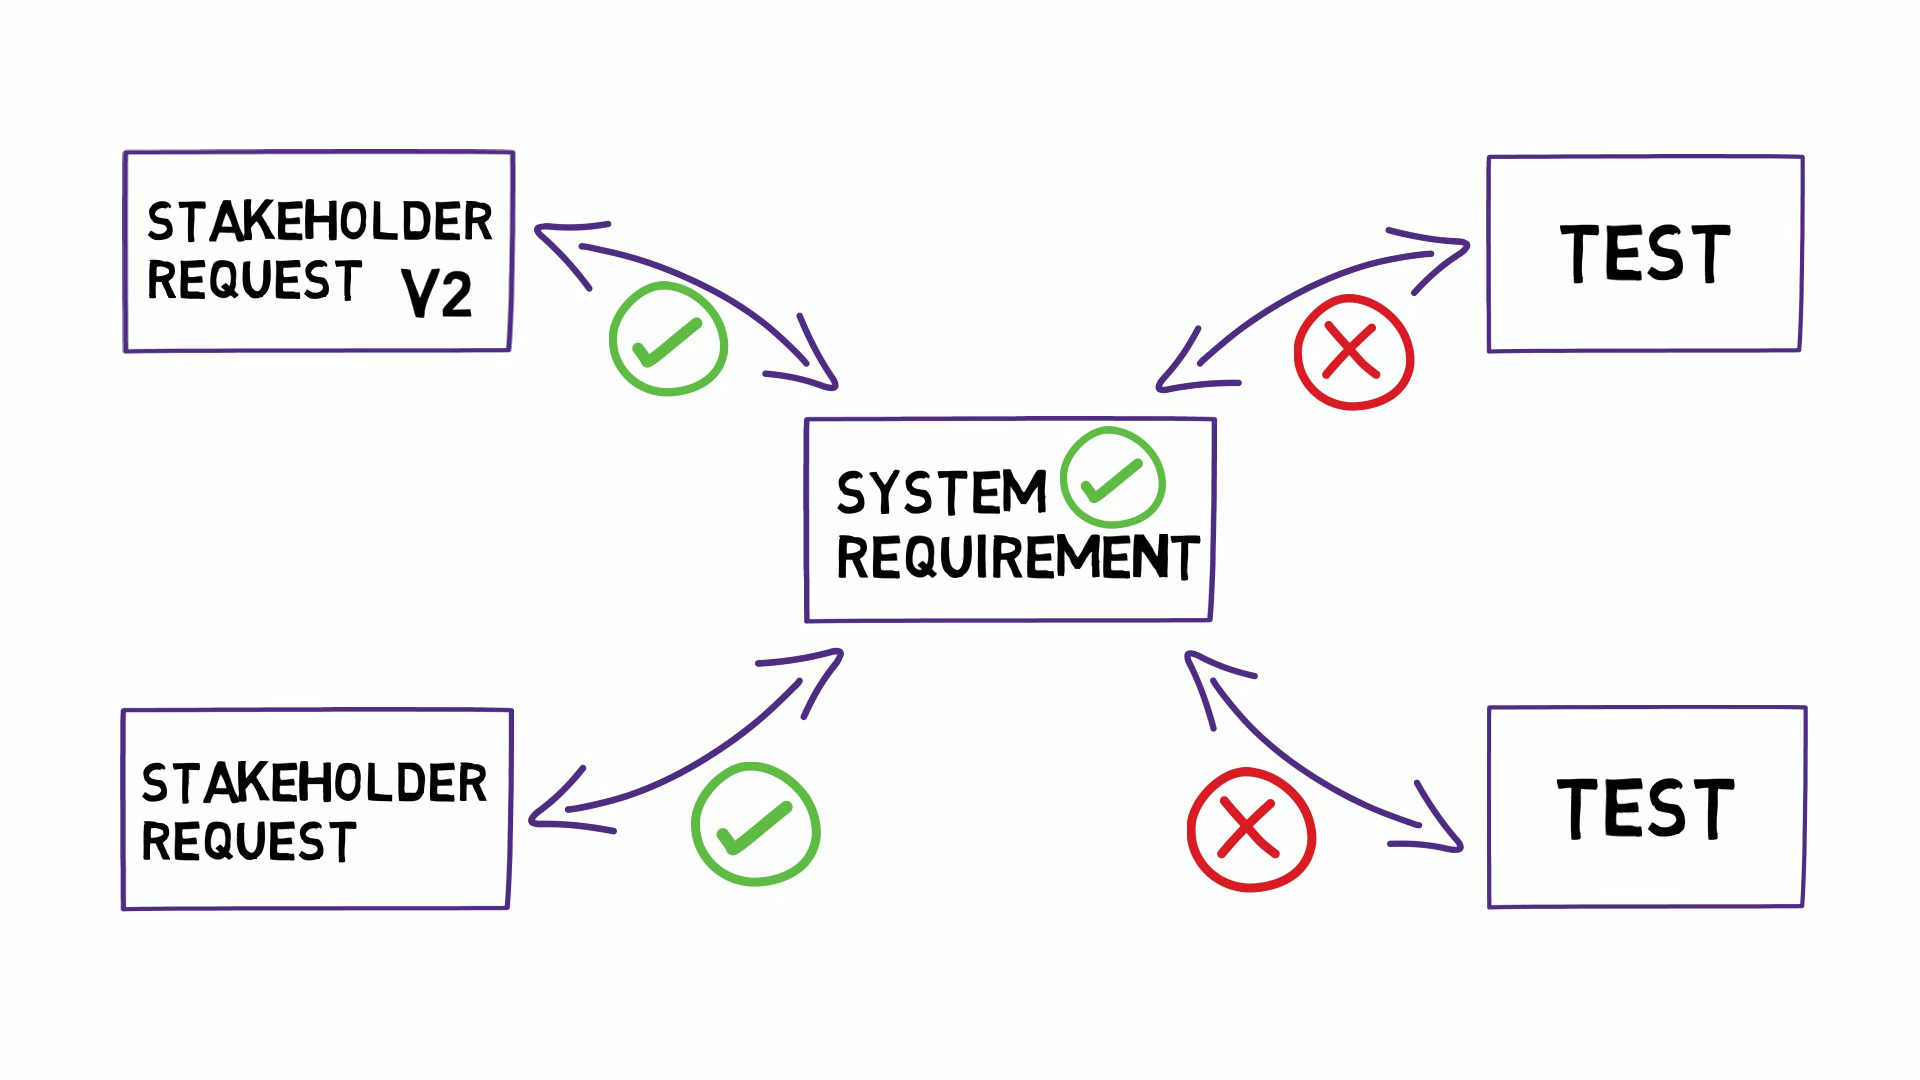 STAKEHOLDER
REQUEST V2
TEST
SYSTEM
REQUIREMENT
STAKEHOLDER
REQUEST
TEST